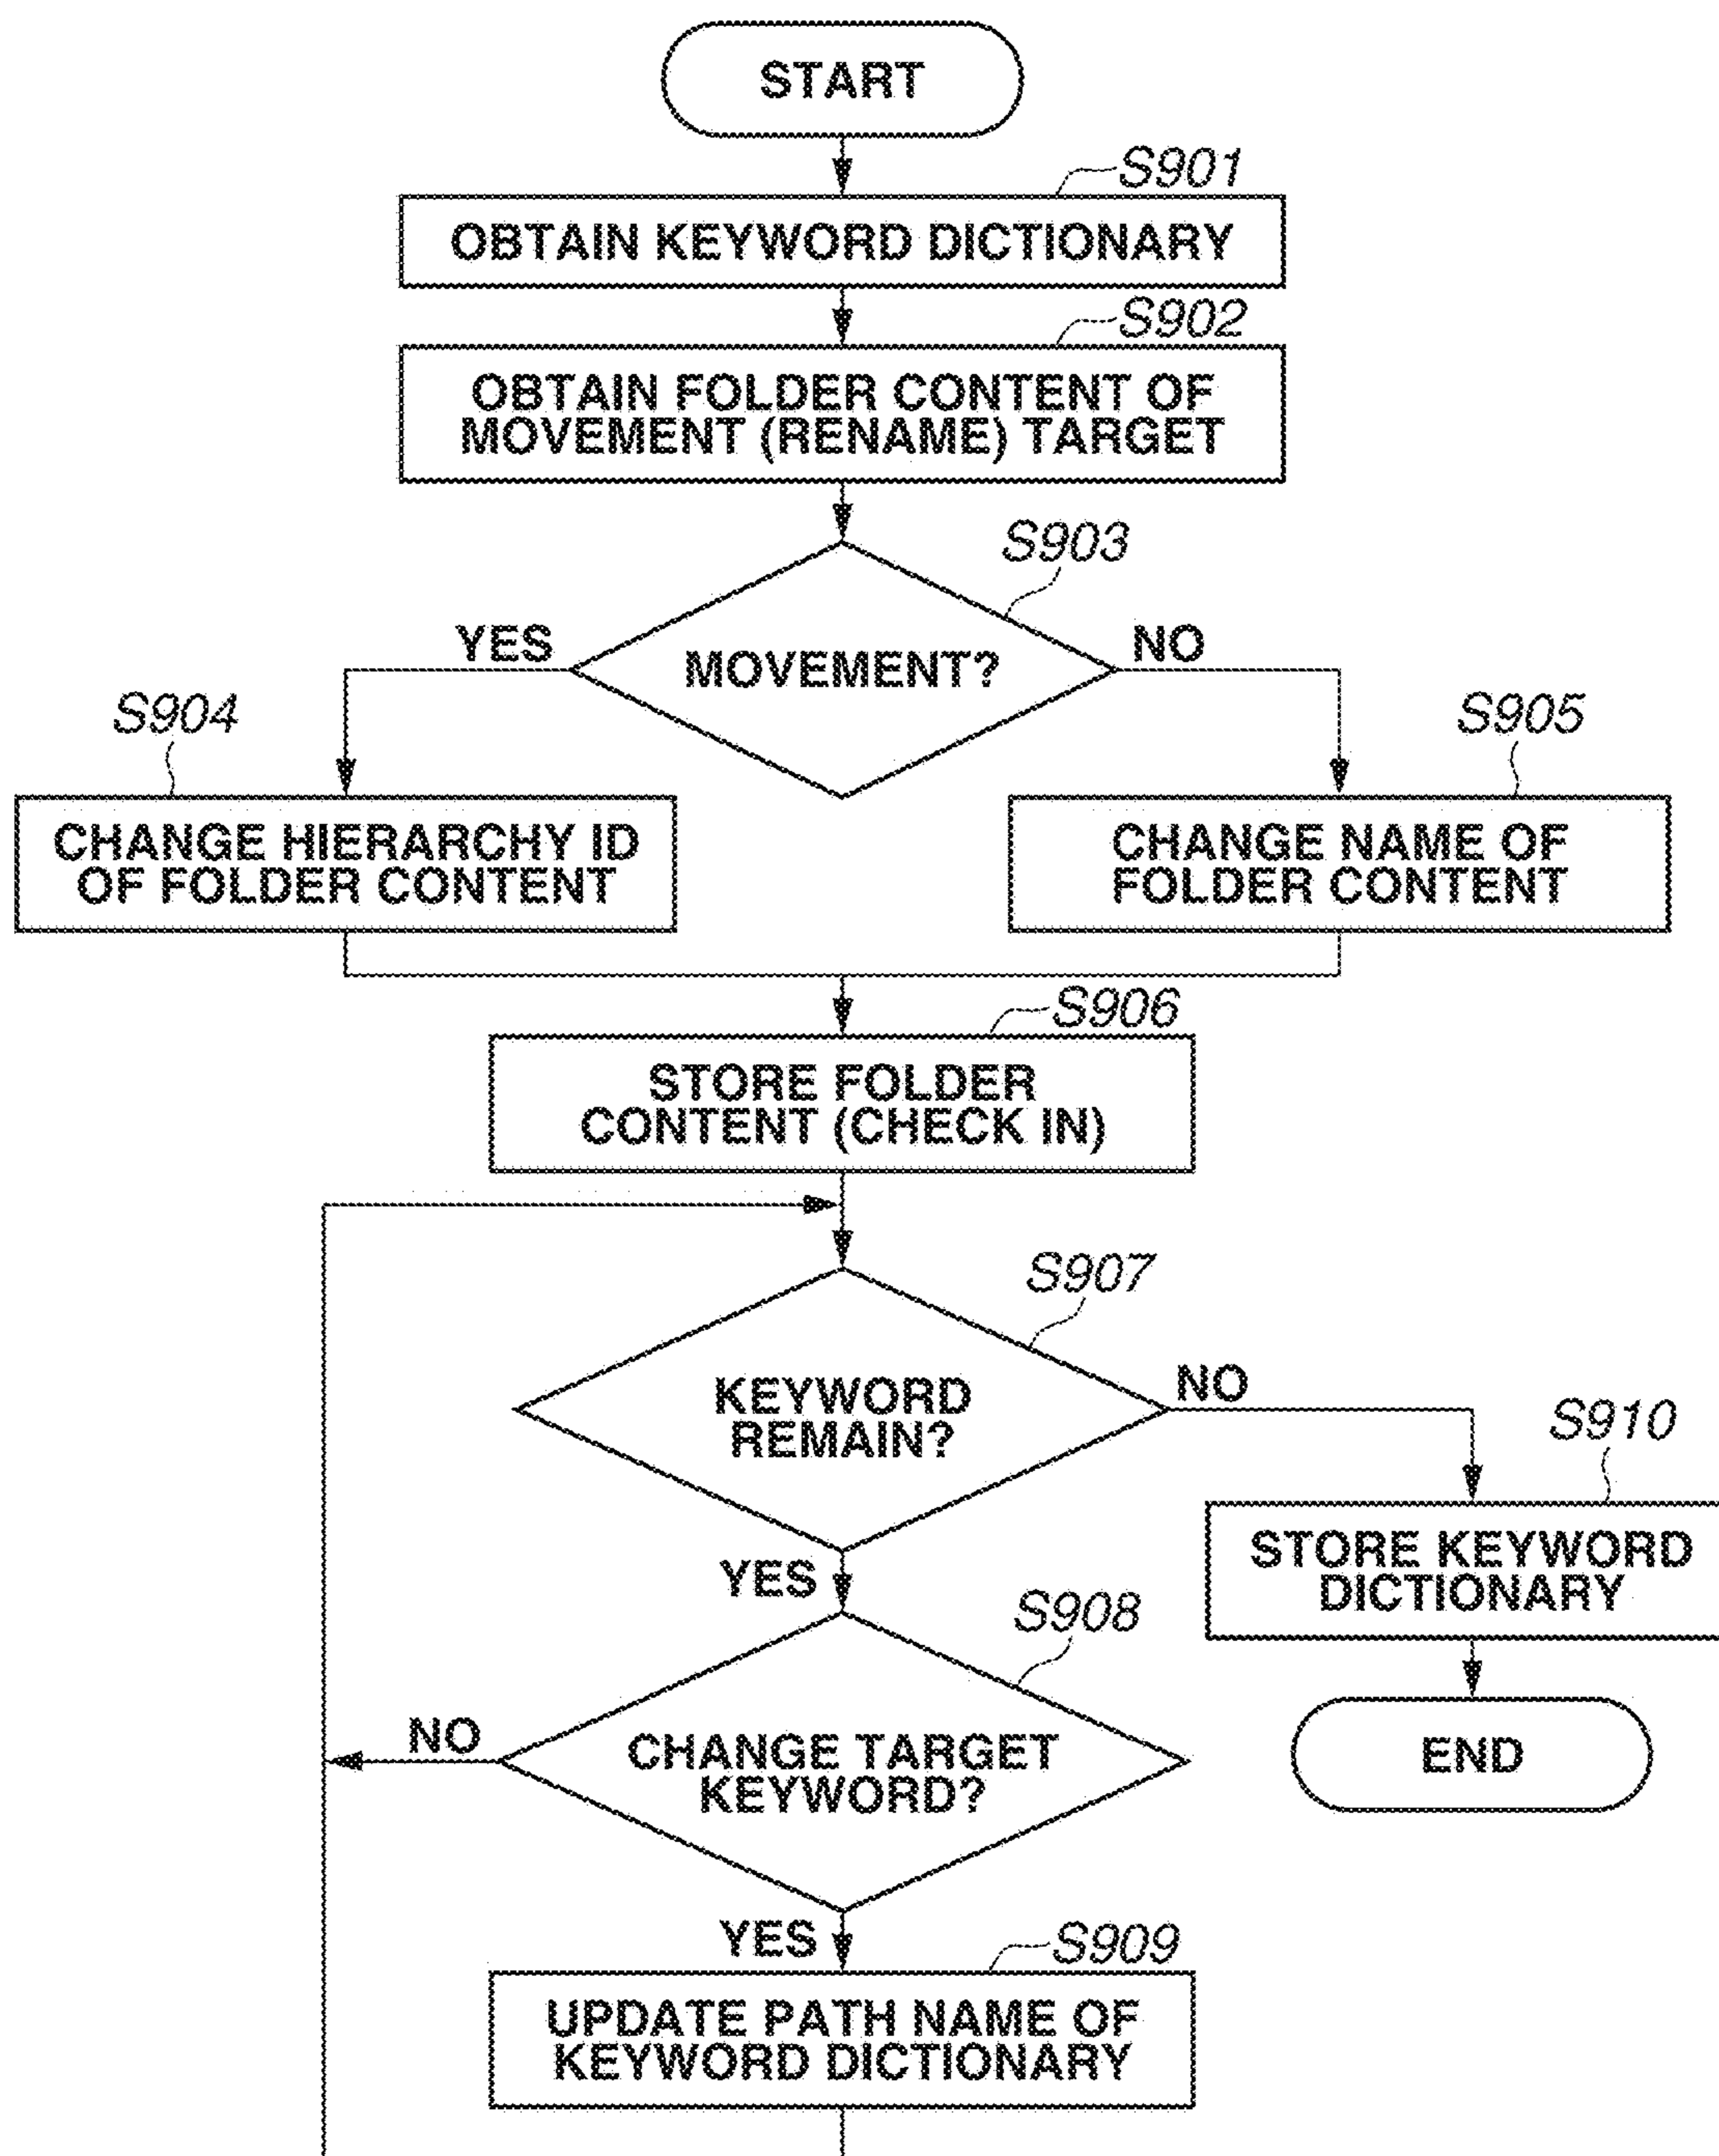 START
S901
OBTAIN KEYWORD DICTIONARY
S902
OBTAIN FOLDER CONTENT OF
MOVEMENT (RENAME) TARGET
S903
MOVEMENT?
YES
NO
S904
S905
CHANGE HIERARCHY ID
OF FOLDER CONTENT
CHANGE NAME OF
FOLDER CONTENT
S906
STORE FOLDER
CONTENT (CHECK IN)
S907
KEYWORD
REMAIN?
NO
S910
STORE KEYWORD
DICTIONARY
YES
S908
CHANGE TARGET
KEYWORD?
NO
END
YES
S909
UPDATE PATH NAME OF
KEYWORD DICTIONARY